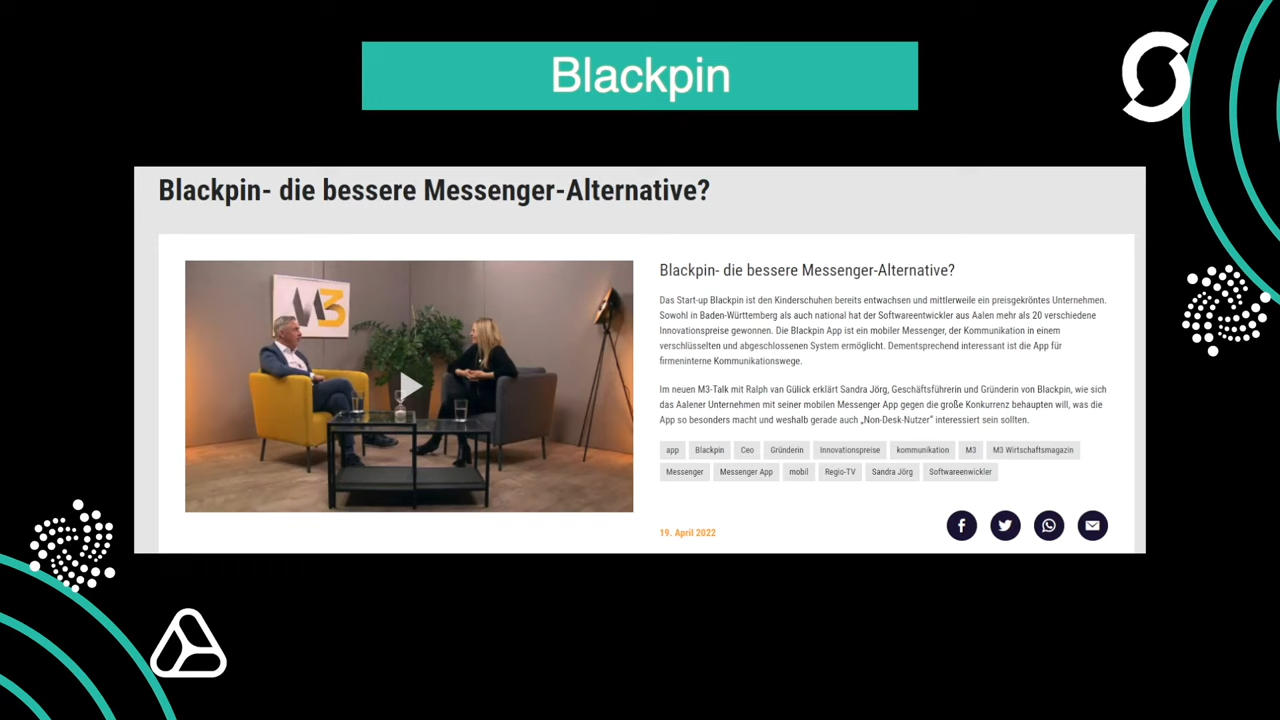 Blackpin
Blackpin- die bessere Messenger-Alternative?
M3
Blackpin- die bessere Messenger-Alternative?
Das Start-up Blackpin ist den Kinderschuhen bereits entwachsen und mittlerweile ein preisgekröntes Unternehmen.
Sowohl in Baden-Württemberg als auch national hat der Softwareentwickler aus Aalen mehr als 20 verschiedene
Innovationspreise gewonnen. Die Blackpin App ist ein mobiler Messenger, der Kommunikation in einem
verschlüsselten und abgeschlossenen System ermöglicht. Dementsprechend interessant ist die App für
firmeninterne Kommunikationswege.
Im neuen M3-Talk mit Ralph van Gülick erklärt Sandra Jörg, Geschäftsführerin und Gründerin von Blackpin, wie sich
das Aalener Unternehmen mit seiner mobilen Messenger App gegen die große Konkurrenz behaupten will, was die
App so besonders macht und weshalb gerade auch „Non-Desk-Nutzer“ interessiert sein sollten.
app Blackpin Ceo Gründerin Innovationspreise kommunikation M3 M3 Wirtschaftsmagazin
Messenger Messenger App mobil Regio-TV Sandra Jörg Softwareenwickler
19. April 2022